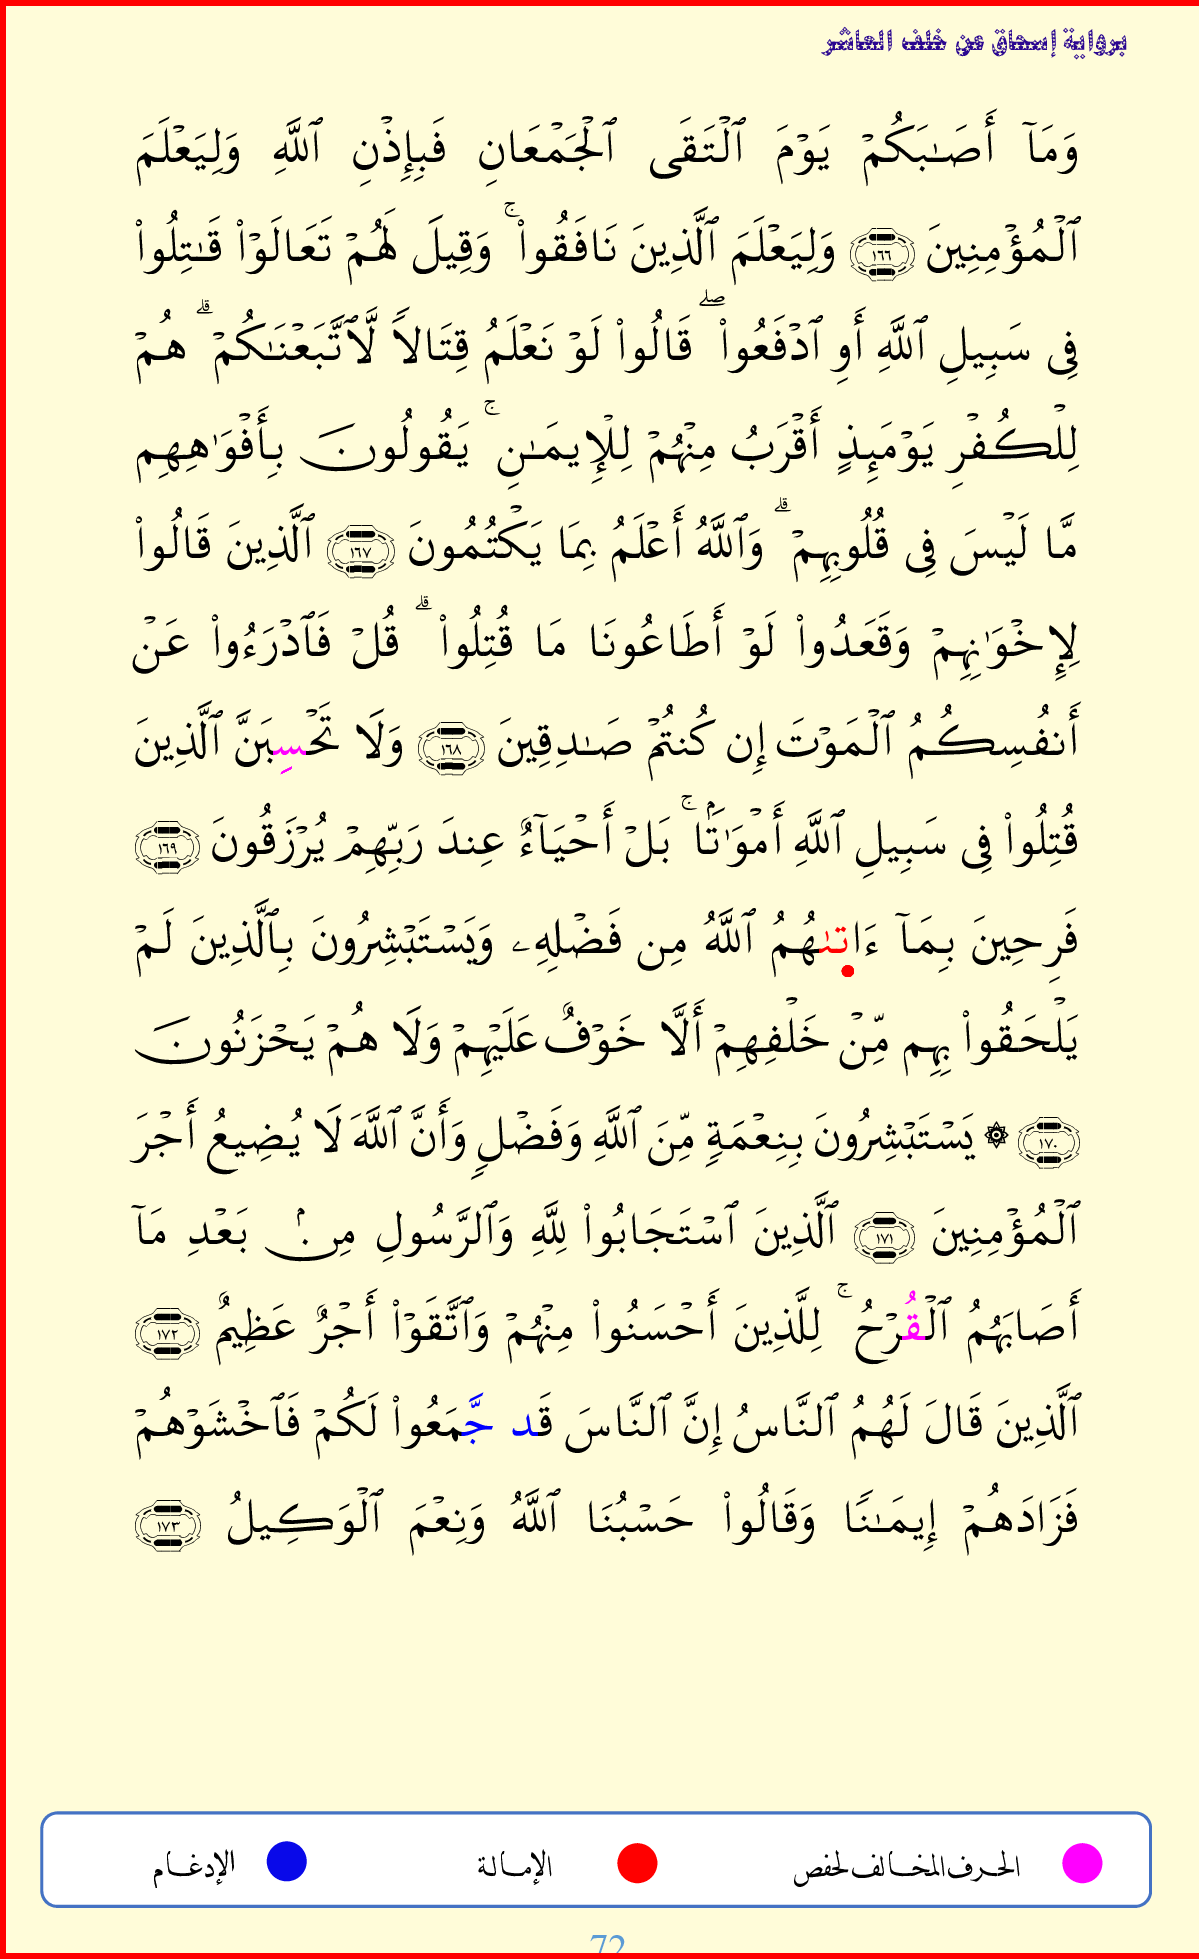 برواية إسحاق عن خلف العاشر
وَمَآ أَصَـٰبَكُمْ يَوْمَ ٱلْتَقَى ٱلْجَمْعَانِ فَبِإِذْنِ ٱللَّهِ وَلِيَعْلَمَ
ٱلْمُؤْمِنِينَ ١٦٦ وَلِيَعْلَمَ ٱلَّذِينَ نَافَقُوا۟ ۚ وَقِيلَ لَهُمْ تَعَالَوْا۟ قَـٰتِلُوا۟
فِى سَبِيلِ ٱللَّهِ أَوِ ٱدْفَعُوا۟ ۖ قَالُوا۟ لَوْ نَعْلَمُ قِتَالًا لَّٱتَّبَعْنَـٰكُمْ ۗ هُمْ
لِلْكُفْرِ يَوْمَئِذٍ أَقْرَبُ مِنْهُمْ لِلْإِيمَـٰنِ ۚ يَقُولُونَ بِأَفْوَٰهِهِم
مَّا لَيْسَ فِى قُلُوبِهِمْ ۗ وَٱللَّهُ أَعْلَمُ بِمَا يَكْتُمُونَ ١٦٧ ٱلَّذِينَ قَالُوا۟
لِإِخْوَٰنِهِمْ وَقَعَدُوا۟ لَوْ أَطَاعُونَا مَا قُتِلُوا۟ ۗ قُلْ فَٱدْرَءُوا۟ عَنْ
أَنفُسِكُمُ ٱلْمَوْتَ إِن كُنتُمْ صَـٰدِقِينَ ١٦٨ وَلَا تَحْسِبَنَّ ٱلَّذِينَ
قُتِلُوا۟ فِى سَبِيلِ ٱللَّهِ أَمْوَٰتَۢا ۚ بَلْ أَحْيَآءٌ عِندَ رَبِّهِمْ يُرْزَقُونَ ١٦٩
فَرِحِينَ بِمَآ ءَاتىٰهُمُ ٱللَّهُ مِن فَضْلِهِۦ وَيَسْتَبْشِرُونَ بِٱلَّذِينَ لَمْ
يَلْحَقُوا۟ بِهِم مِّنْ خَلْفِهِمْ أَلَّا خَوْفٌ عَلَيْهِمْ وَلَا هُمْ يَحْزَنُونَ
١٧٠ ۞ يَسْتَبْشِرُونَ بِنِعْمَةٍ مِّنَ ٱللَّهِ وَفَضْلٍ وَأَنَّ ٱللَّهَ لَا يُضِيعُ أَجْرَ
ٱلْمُؤْمِنِينَ ١٧١ ٱلَّذِينَ ٱسْتَجَابُوا۟ لِلَّهِ وَٱلرَّسُولِ مِنۢ بَعْدِ مَآ
أَصَابَهُمُ ٱلْقُرْحُ ۚ لِلَّذِينَ أَحْسَنُوا۟ مِنْهُمْ وَٱتَّقَوْا۟ أَجْرٌ عَظِيمٌ ١٧٢
ٱلَّذِينَ قَالَ لَهُمُ ٱلنَّاسُ إِنَّ ٱلنَّاسَ قَد جَّمَعُوا۟ لَكُمْ فَٱخْشَوْهُمْ
فَزَادَهُمْ إِيمَـٰنًا وَقَالُوا۟ حَسْبُنَا ٱللَّهُ وَنِعْمَ ٱلْوَكِيلُ ١٧٣
الحرف المخالف لحفص الإمالة الإدغام
72